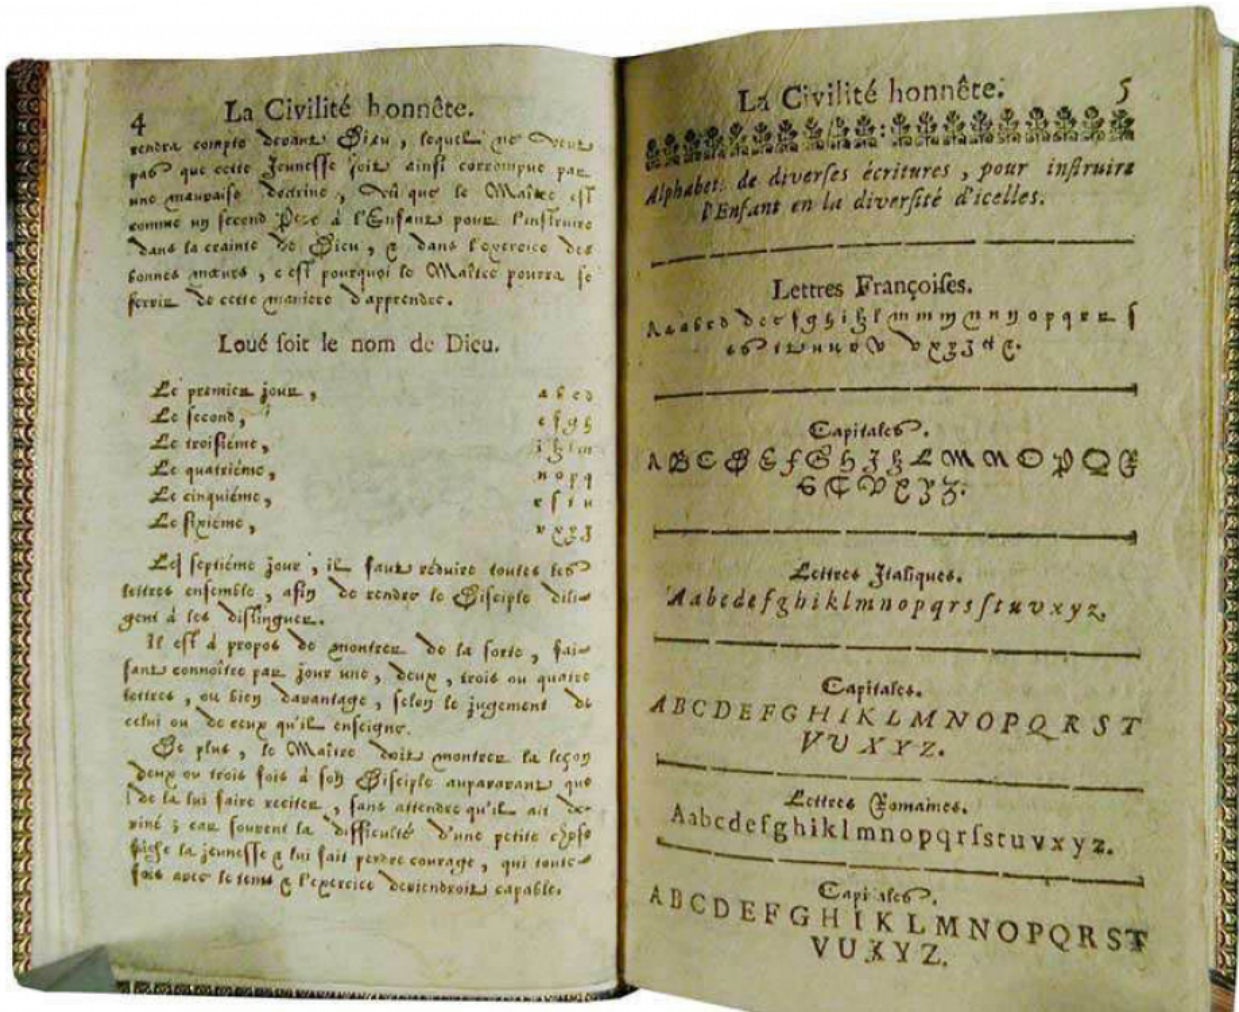 4 La Civilité honnête.
rendra compte devant Dieu, lequel ne veut
pas que cette Jeunesse soit ainsi corrompue par
une mauvaise doctrine, vû que le Maître est
comme un second Pere à l'Enfant pour l'instruire
dans la crainte de Dieu, & dans l'exercice des
bonnes mœurs, c'est pourquoi le Maître pourra se
servir de cette maniere d'apprendre.
Loué soit le nom de Dieu.
Le premier jour, a b c d
Le second, e f g h
Le troisiéme, i k l m
Le quatriéme, n o p q
Le cinquiéme, r s t u
Le sixiéme, v x y z
Le septiéme jour, il faut réduire toutes les
lettres ensemble, afin de rendre le Disciple dili-
gent à les distinguer.
Il est à propos de montrer de la sorte, fai-
sant connoître par jour une, deux, trois ou quatre
lettres, ou bien davantage, selon le jugement de
celui ou de ceux qu'il enseigne.
De plus, le Maître doit montrer la leçon
deux ou trois fois à son Disciple auparavant que
de la lui faire reciter, sans attendre qu'il ait de-
viné ; car souvent la difficulté d'une petite chose
fâche la jeunesse & lui fait perdre courage, qui toute-
fois avec le tems & l'exercice deviendroit capable.
La Civilité honnête. 5
Alphabet de diverſes écritures, pour inſtruire
l'Enfant en la diverſité d'icelles.
Lettres Françoiſes.
A a a b c d d e e f g h i k l m m m n n n o p q r r ſ
s s t t u u v v v x y z z & &.
Capitales.
A B C D E F G H I K L M N O P Q R
S T V X Y Z.
Lettres Italiques.
A a b c d e f g h i k l m n o p q r s ſ t u v x y z.
Capitales.
A B C D E F G H I K L M N O P Q R S T
V U X Y Z.
Lettres Romaines.
A a b c d e f g h i k l m n o p q r ſ s t u v x y z.
Capitales.
A B C D E F G H I K L M N O P Q R S T
V U X Y Z.